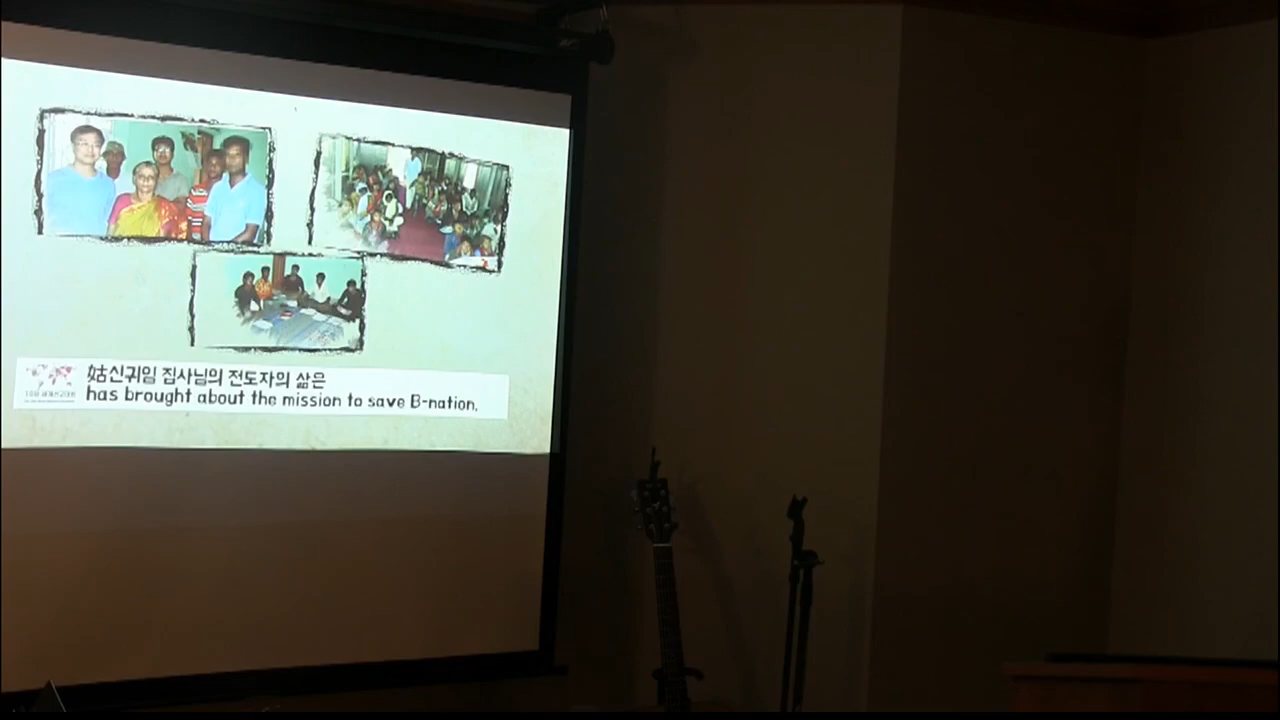 姑신귀임 집사님의 전도자의 삶은
has brought about the mission to save B-nation.